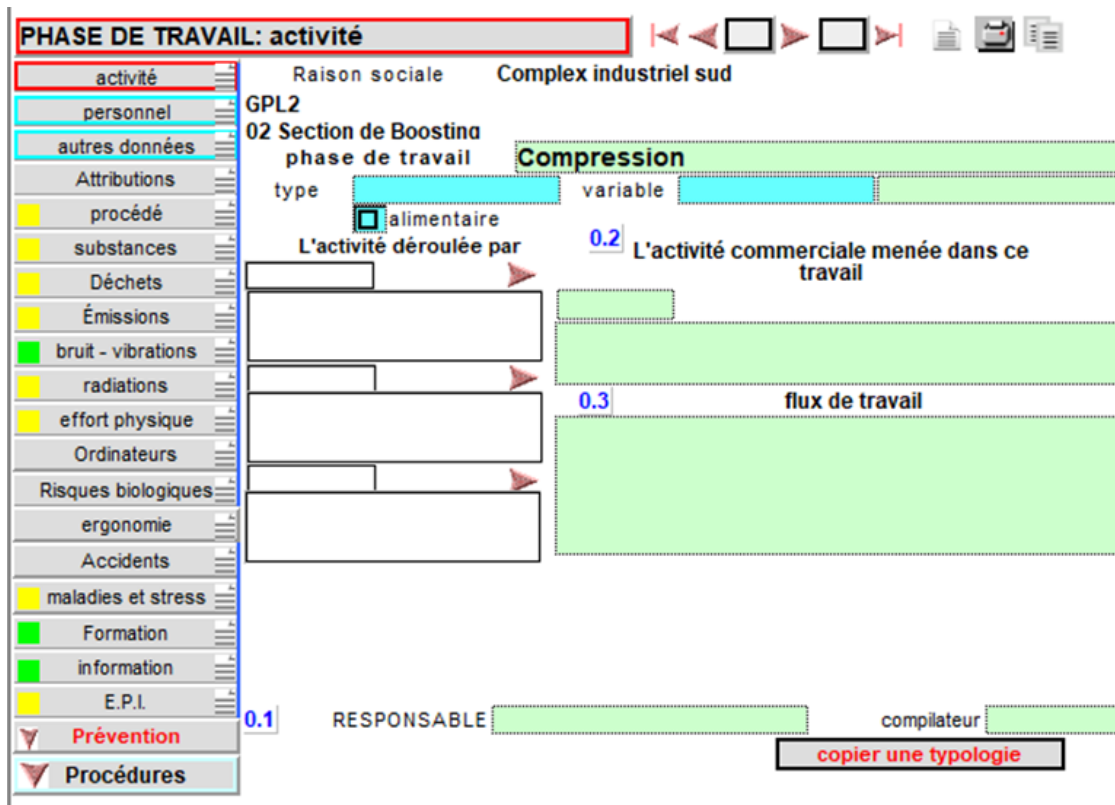 PHASE DE TRAVAIL: activité
activité
Raison sociale Complex industriel sud
personnel
GPL2
autres données
02 Section de Boosting
phase de travail Compression
Attributions
type variable
procédé
alimentaire
substances
L'activité déroulée par
0.2 L'activité commerciale menée dans ce
travail
Déchets
Émissions
bruit - vibrations
radiations
effort physique
0.3 flux de travail
Ordinateurs
Risques biologiques
ergonomie
Accidents
maladies et stress
Formation
information
E.P.I.
0.1 RESPONSABLE compilateur
Prévention
copier une typologie
Procédures